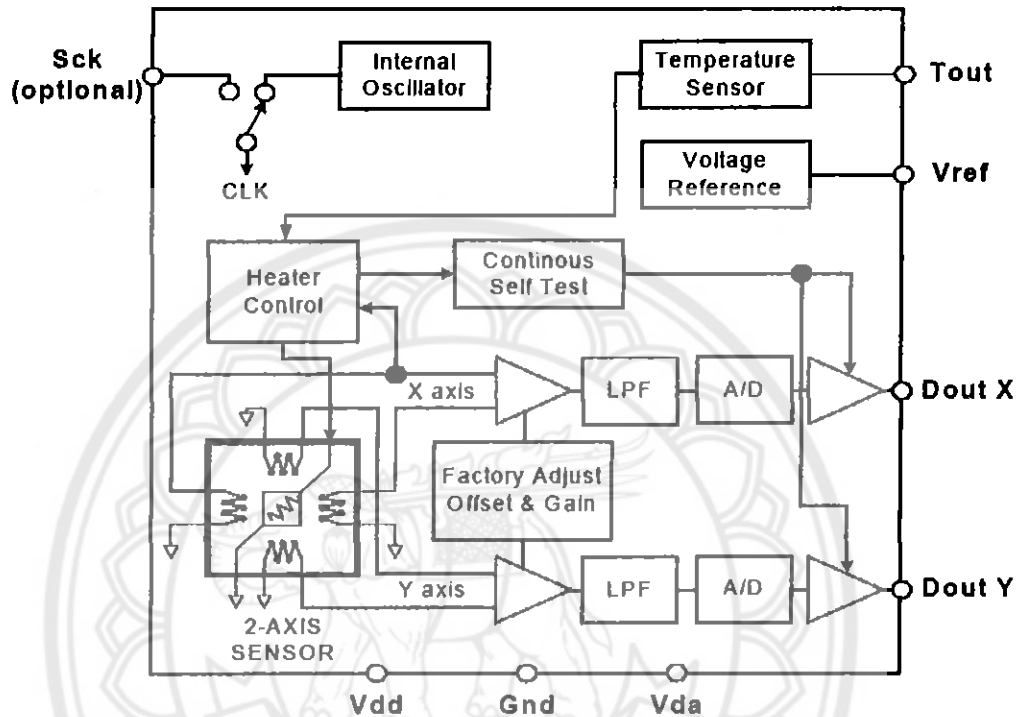 Sck
(optional)
Internal
Oscillator
Temperature
Sensor
Tout
Voltage
Reference
Vref
CLK
Heater
Control
Continous
Self Test
X axis
LPF
A/D
Dout X
Factory Adjust
Offset & Gain
Y axis
LPF
A/D
Dout Y
2-AXIS
SENSOR
Vdd
Gnd
Vda